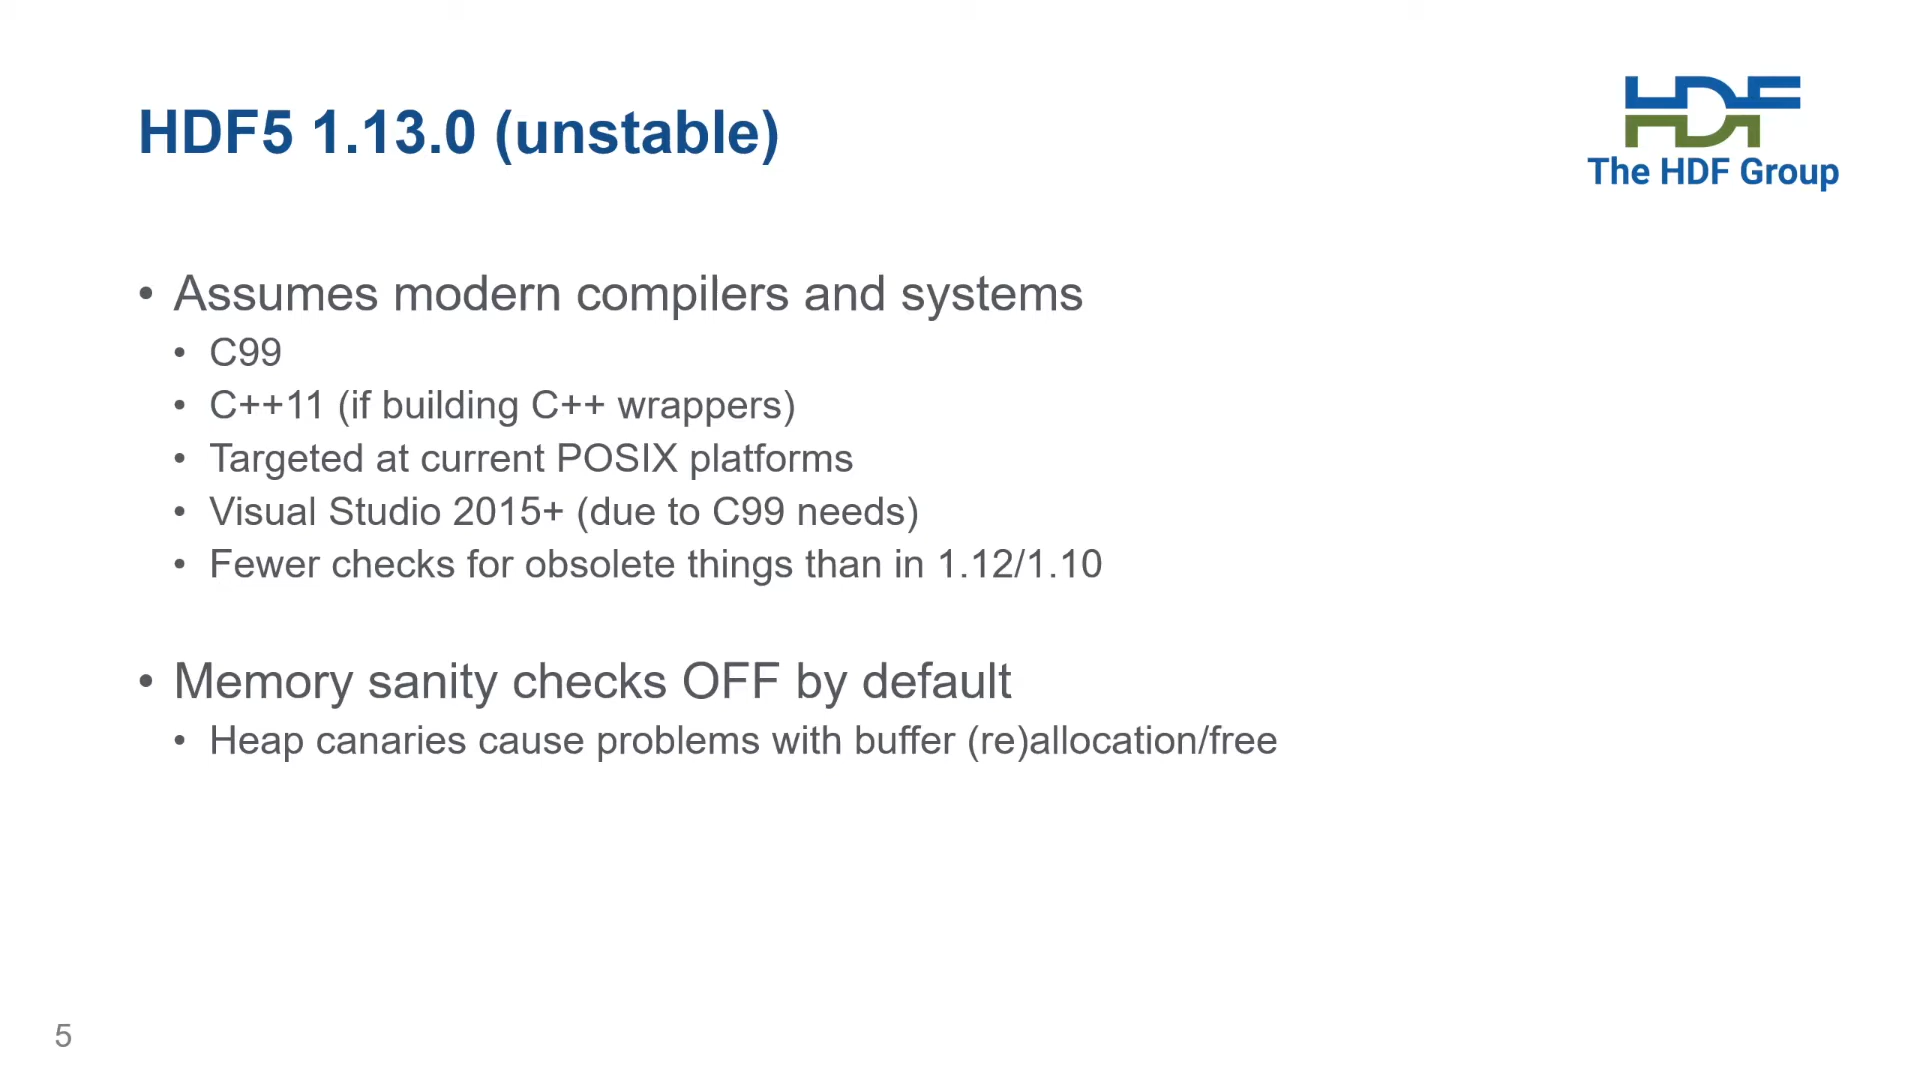 HDF5 1.13.0 (unstable)
HDF
The HDF Group
• Assumes modern compilers and systems
• C99
• C++11 (if building C++ wrappers)
• Targeted at current POSIX platforms
• Visual Studio 2015+ (due to C99 needs)
• Fewer checks for obsolete things than in 1.12/1.10
• Memory sanity checks OFF by default
• Heap canaries cause problems with buffer (re)allocation/free
5